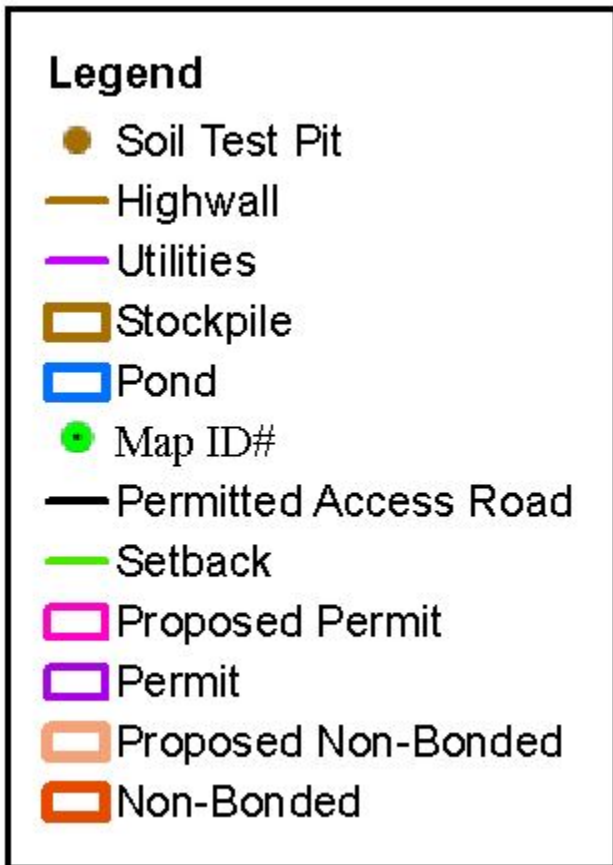 Legend
Soil Test Pit
Highwall
Utilities
Stockpile
Pond
Map ID#
Permitted Access Road
Setback
Proposed Permit
Permit
Proposed Non-Bonded
Non-Bonded